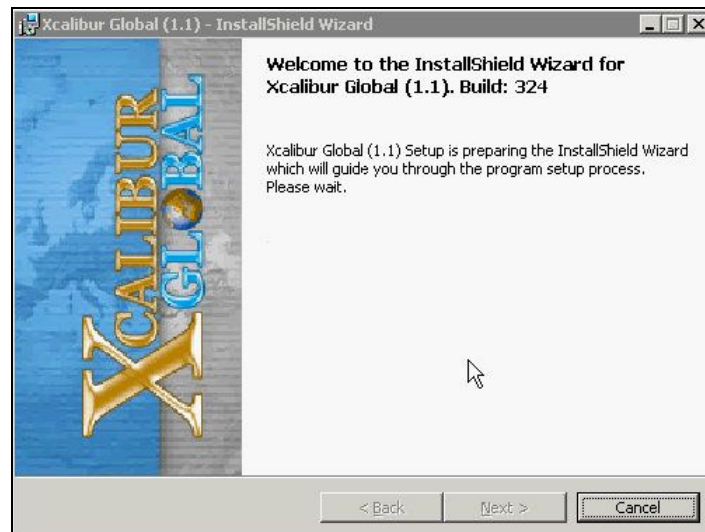 Xcalibur Global (1.1) - InstallShield Wizard
Welcome to the InstallShield Wizard for
Xcalibur Global (1.1). Build: 324
Xcalibur Global (1.1) Setup is preparing the InstallShield Wizard
which will guide you through the program setup process.
Please wait.
XCALIBUR
GLOBAL
< Back
Next >
Cancel